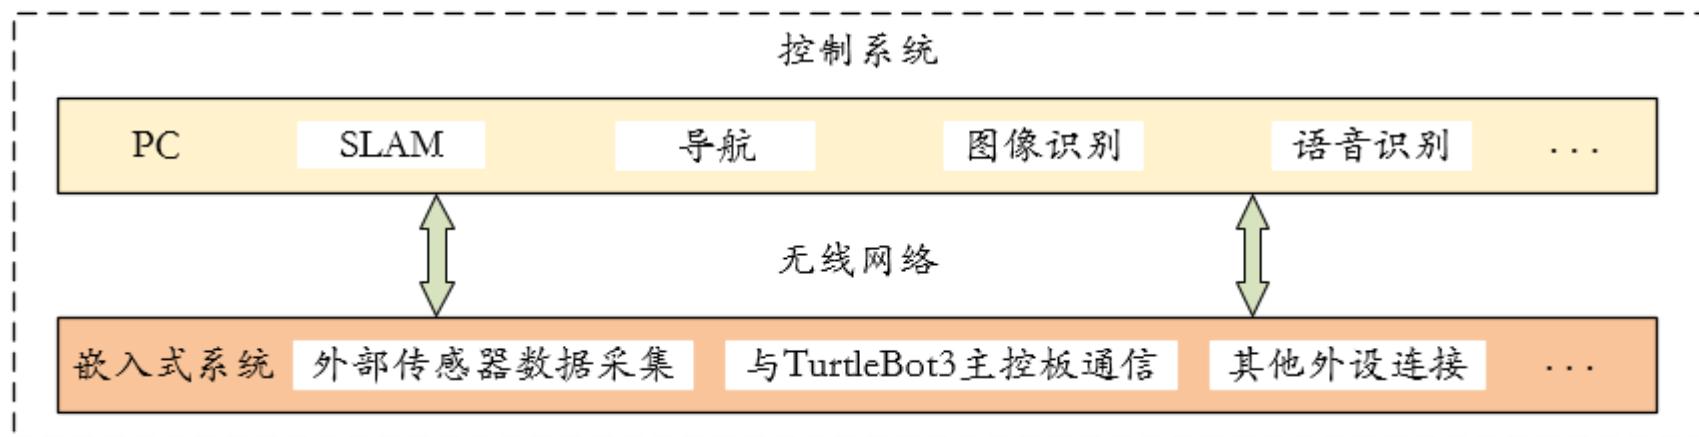 控制系统
PC SLAM 导航 图像识别 语音识别 ...
无线网络
嵌入式系统 外部传感器数据采集 与TurtleBot3主控板通信 其他外设连接 ...